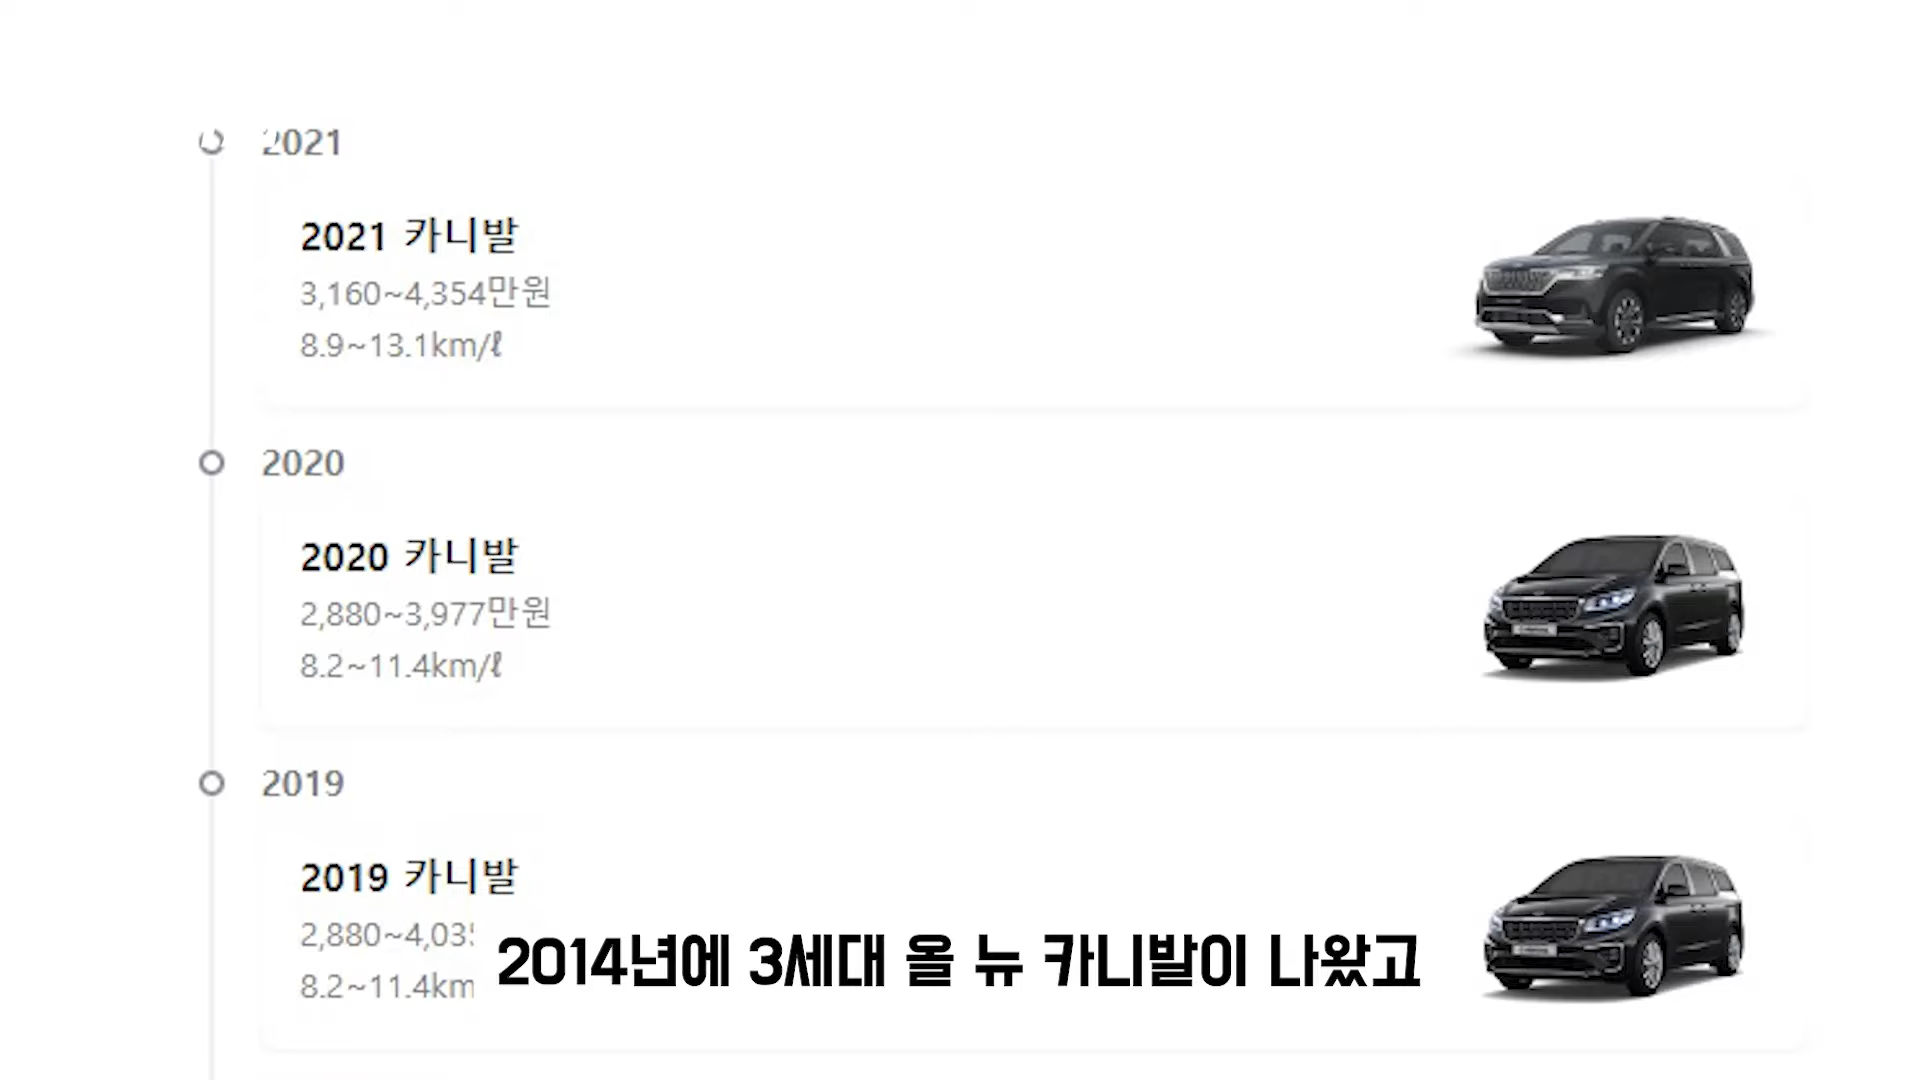 2021
2021 카니발
3,160~4,354만원
8.9~13.1km/ℓ
2020
2020 카니발
2,880~3,977만원
8.2~11.4km/ℓ
2019
2019 카니발
2,880~4,03
8.2~11.4km
2014년에 3세대 올 뉴 카니발이 나왔고